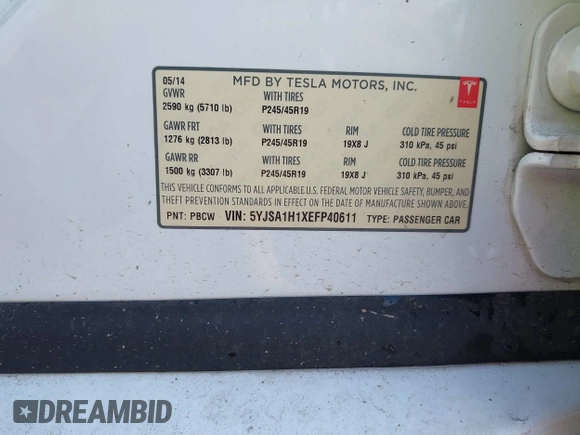 05/14 MFD BY TESLA MOTORS, INC.
GVWR WITH TIRES
2590 kg (5710 lb) P245/45R19
TESLA
GAWR FRT WITH TIRES RIM COLD TIRE PRESSURE
1276 kg (2813 lb) P245/45R19 19X8 J 310 kPa, 45 psi
GAWR RR WITH TIRES RIM COLD TIRE PRESSURE
1500 kg (3307 lb) P245/45R19 19X8 J 310 kPa, 45 psi
THIS VEHICLE CONFORMS TO ALL APPLICABLE U.S. FEDERAL MOTOR VEHICLE SAFETY, BUMPER, AND
THEFT PREVENTION STANDARDS IN EFFECT ON THE DATE OF MANUFACTURE SHOWN ABOVE.
PNT: PBCW VIN: 5YJSA1H1XEFP40611 TYPE: PASSENGER CAR
DREAMBID